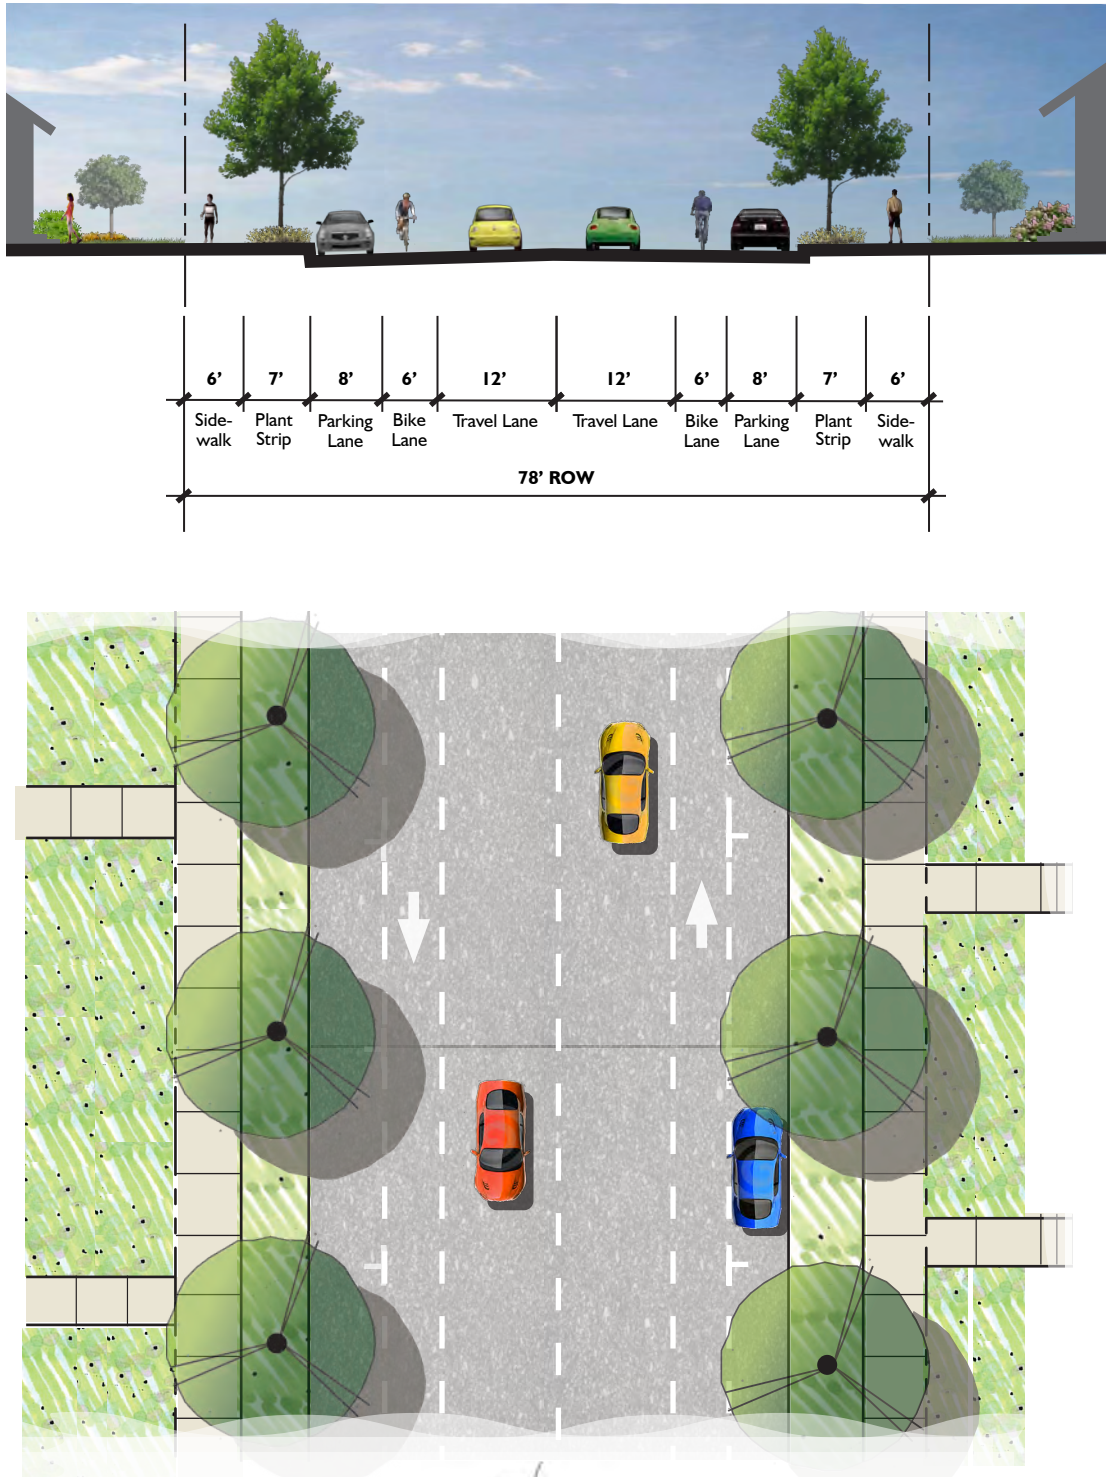 6’ 7’ 8’ 6’ 12’ 12’ 6’ 8’ 7’ 6’
Side- Plant Parking Bike Travel Lane Travel Lane Bike Parking Plant Side-
walk Strip Lane Lane Lane Lane Strip walk
78’ ROW